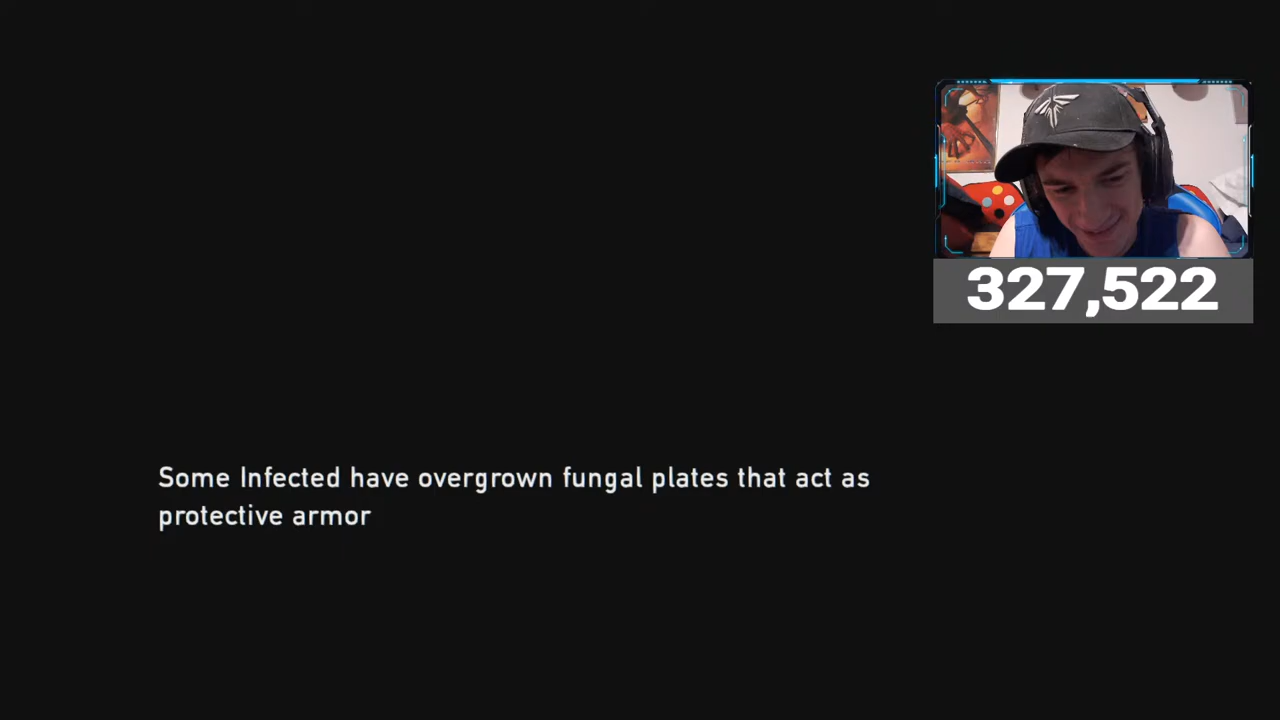 327,522
Some Infected have overgrown fungal plates that act as
protective armor